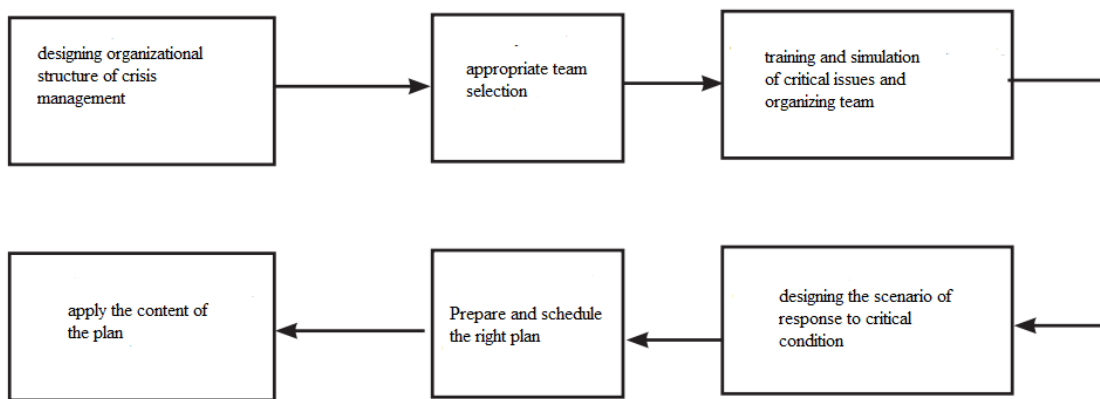 designing organizational
structure of crisis
management
appropriate team
selection
training and simulation
of critical issues and
organizing team
designing the scenario of
response to critical
condition
Prepare and schedule
the right plan
apply the content of
the plan